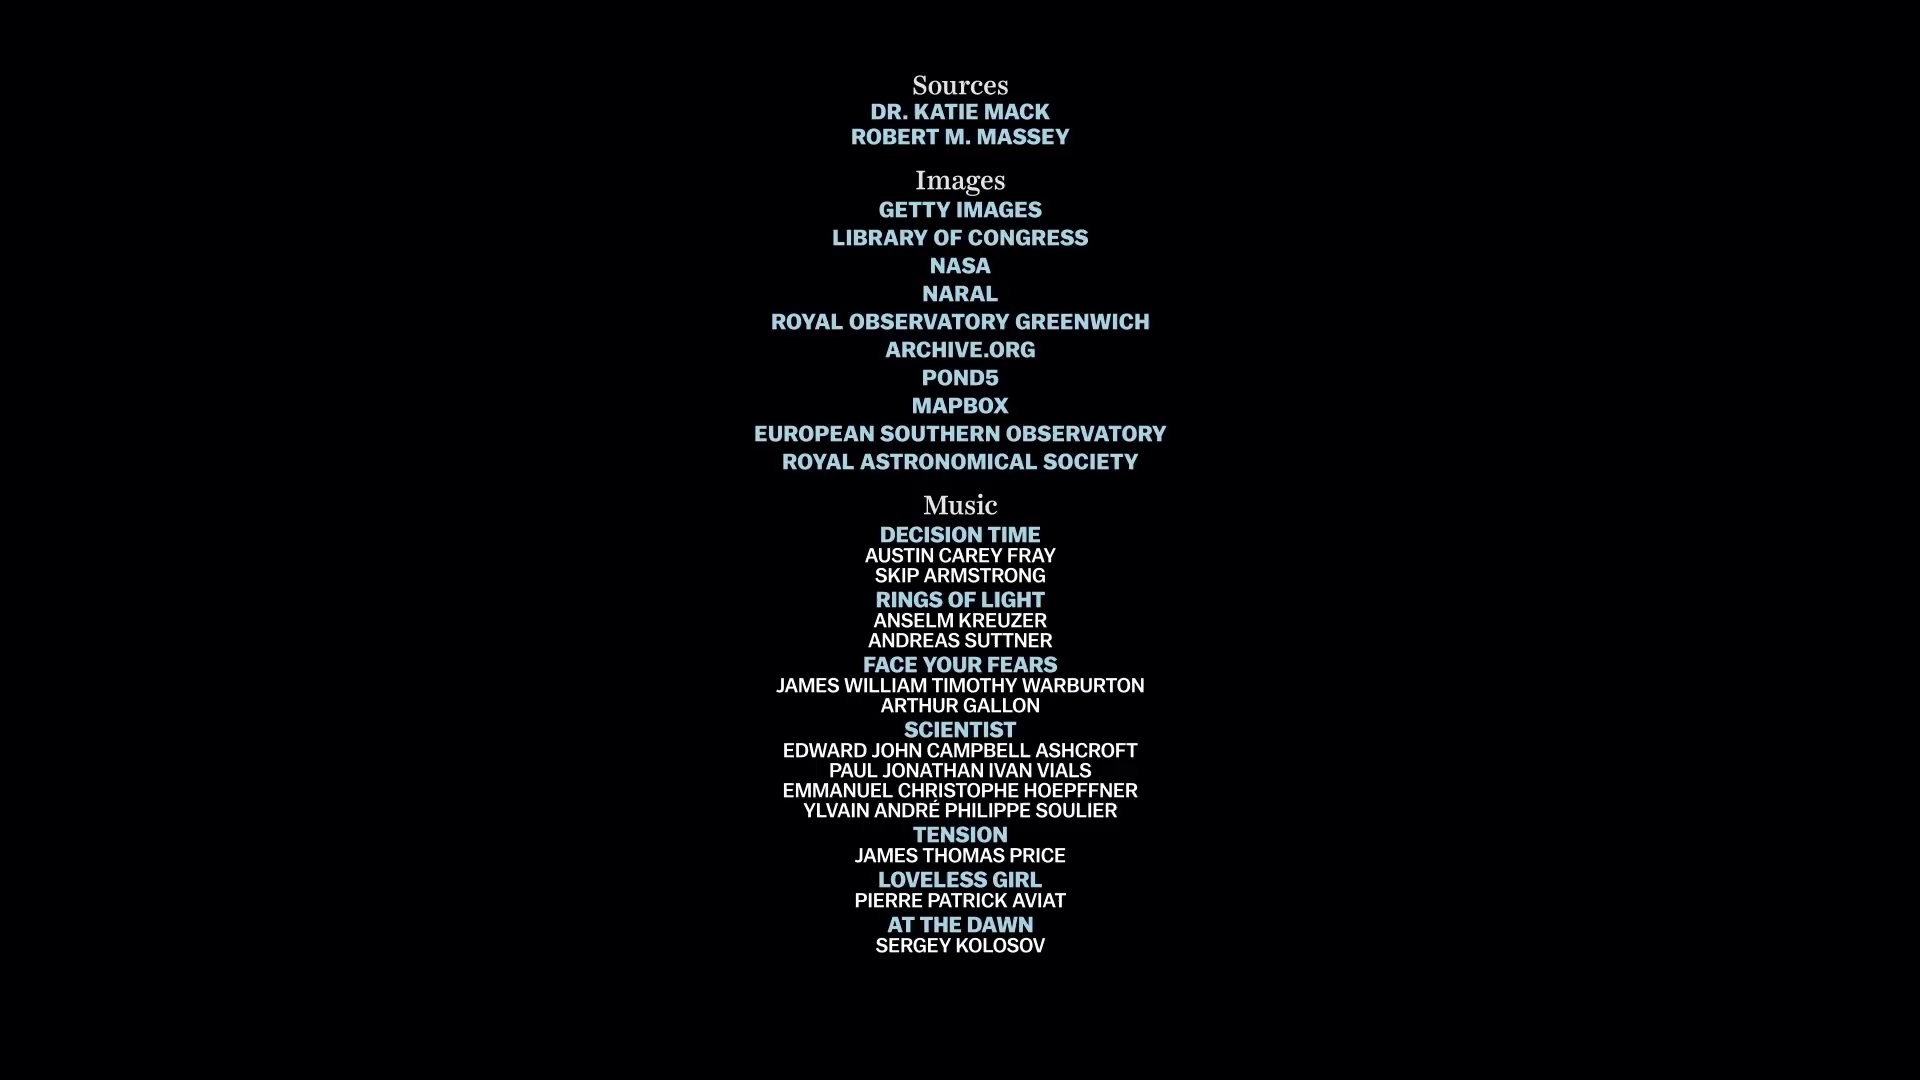 Sources
DR. KATIE MACK
ROBERT M. MASSEY
Images
GETTY IMAGES
LIBRARY OF CONGRESS
NASA
NARAL
ROYAL OBSERVATORY GREENWICH
ARCHIVE.ORG
POND5
MAPBOX
EUROPEAN SOUTHERN OBSERVATORY
ROYAL ASTRONOMICAL SOCIETY
Music
DECISION TIME
AUSTIN CAREY FRAY
SKIP ARMSTRONG
RINGS OF LIGHT
ANSELM KREUZER
ANDREAS SUTTNER
FACE YOUR FEARS
JAMES WILLIAM TIMOTHY WARBURTON
ARTHUR GALLON
SCIENTIST
EDWARD JOHN CAMPBELL ASHCROFT
PAUL JONATHAN IVAN VIALS
EMMANUEL CHRISTOPHE HOEPFFNER
YLVAIN ANDRÉ PHILIPPE SOULIER
TENSION
JAMES THOMAS PRICE
LOVELESS GIRL
PIERRE PATRICK AVIAT
AT THE DAWN
SERGEY KOLOSOV